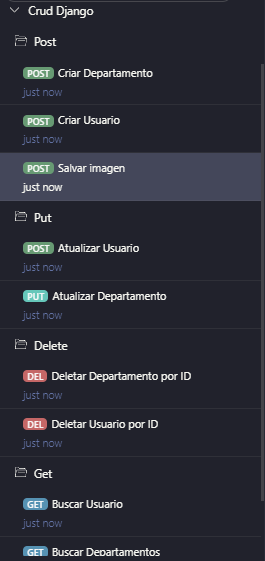 Crud Django
Post
POST Criar Departamento
just now
POST Criar Usuario
just now
POST Salvar imagen
just now
Put
POST Atualizar Usuario
just now
PUT Atualizar Departamento
just now
Delete
DEL Deletar Departamento por ID
just now
DEL Deletar Usuario por ID
just now
Get
GET Buscar Usuario
just now
GET Buscar Departamentos